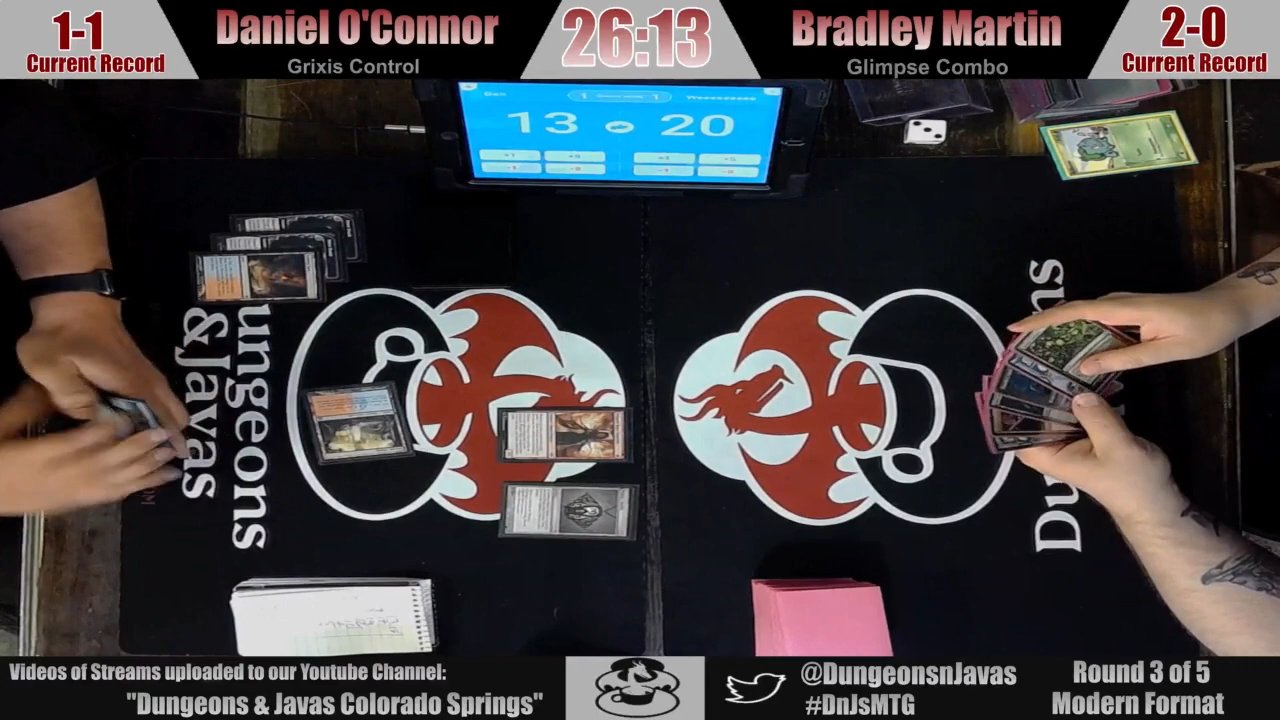 1-1
Current Record
Daniel O'Connor
Grixis Control
26:13
Bradley Martin
Glimpse Combo
2-0
Current Record
13 20
ungeons
&Javas
ns
Du
Videos of Streams uploaded to our Youtube Channel:
"Dungeons & Javas Colorado Springs"
@DungeonsnJavas
#DnJsMTG
Round 3 of 5
Modern Format